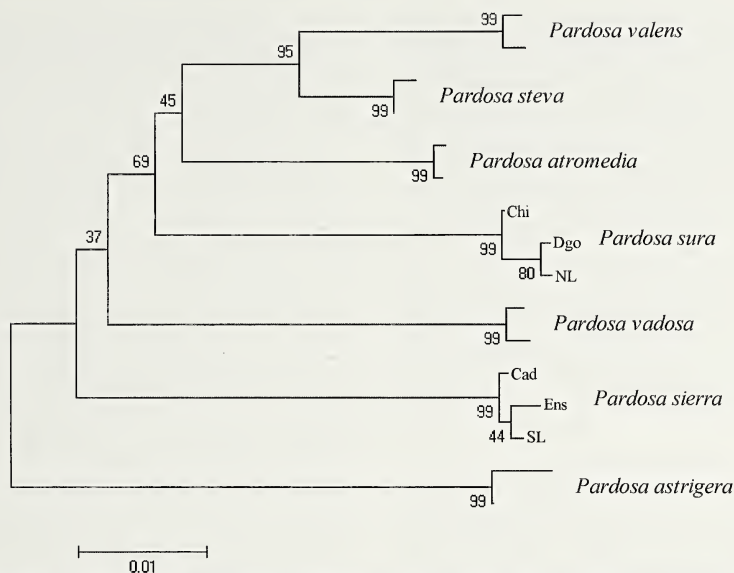 99
Pardosa valens
95
99
Pardosa steva
45
99
Pardosa atromedia
69
Chi
99
Dgo
Pardosa sura
80
NL
37
99
Pardosa vadosa
Cad
99
Ens
Pardosa sierra
44
SL
99
Pardosa astrigera
0.01